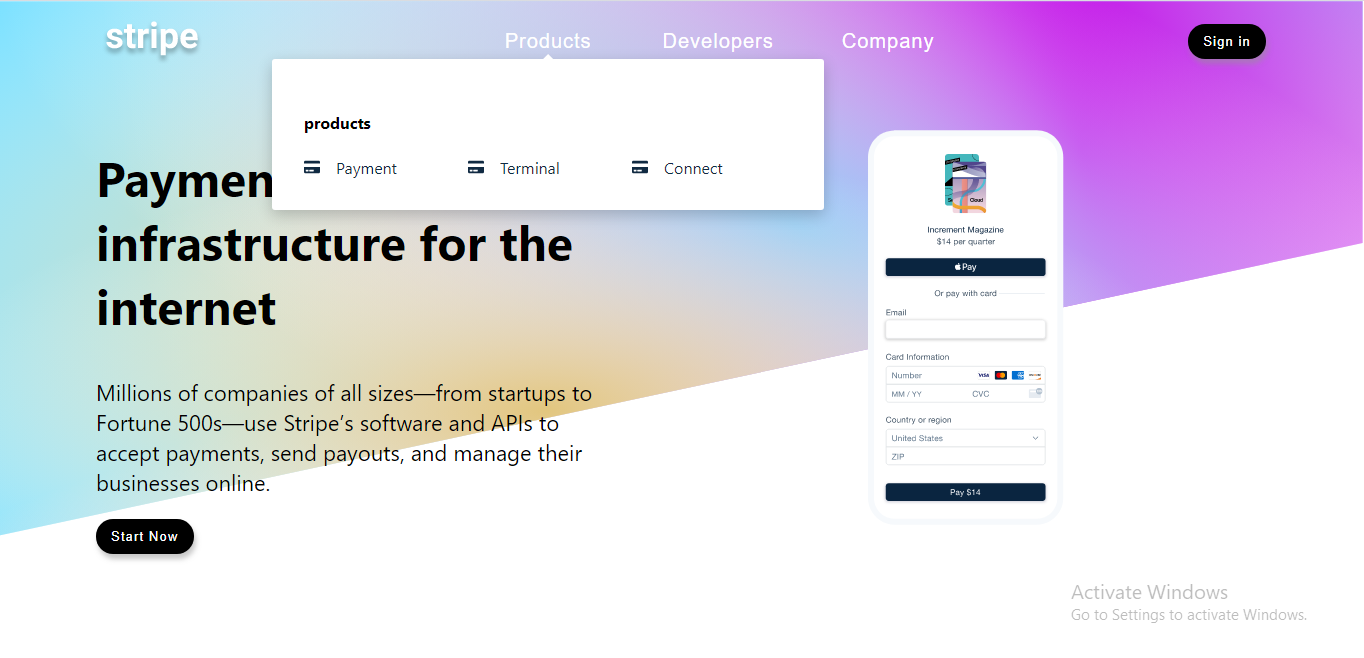 stripe
Products
Developers
Company
Sign in
products
Payment
Terminal
Connect
Paymen
infrastructure for the
internet
Millions of companies of all sizes—from startups to
Fortune 500s—use Stripe’s software and APIs to
accept payments, send payouts, and manage their
businesses online.
Start Now
Cloud
Increment Magazine
$14 per quarter
Pay
Or pay with card
Email
Card Information
Number
VISA
MM / YY
CVC
Country or region
United States
ZIP
Pay $14
Activate Windows
Go to Settings to activate Windows.